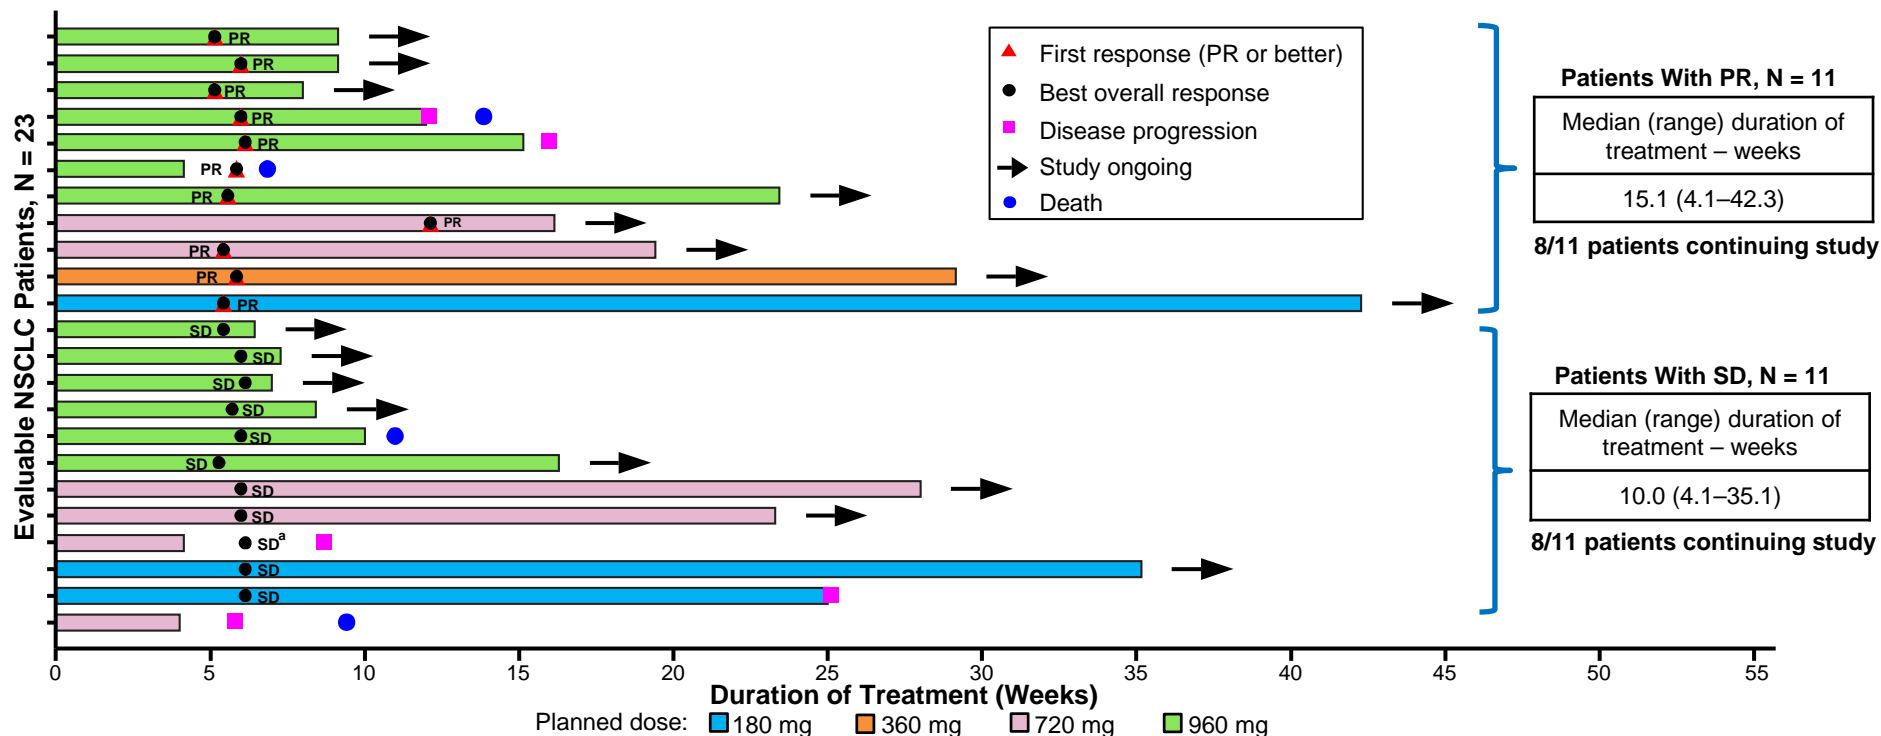 Evaluable NSCLC Patients, N = 23
PR
PR
PR
PR
PR
PR
PR
PR
PR
PR
PR
SD
SD
SD
SD
SD
SD
SD
SD
SDa
SD
SD
First response (PR or better)
Best overall response
Disease progression
Study ongoing
Death
Patients With PR, N = 11
Median (range) duration of
treatment – weeks
15.1 (4.1–42.3)
8/11 patients continuing study
Patients With SD, N = 11
Median (range) duration of
treatment – weeks
10.0 (4.1–35.1)
8/11 patients continuing study
0 5 10 15 20 25 30 35 40 45 50 55
Duration of Treatment (Weeks)
Planned dose: 180 mg 360 mg 720 mg 960 mg